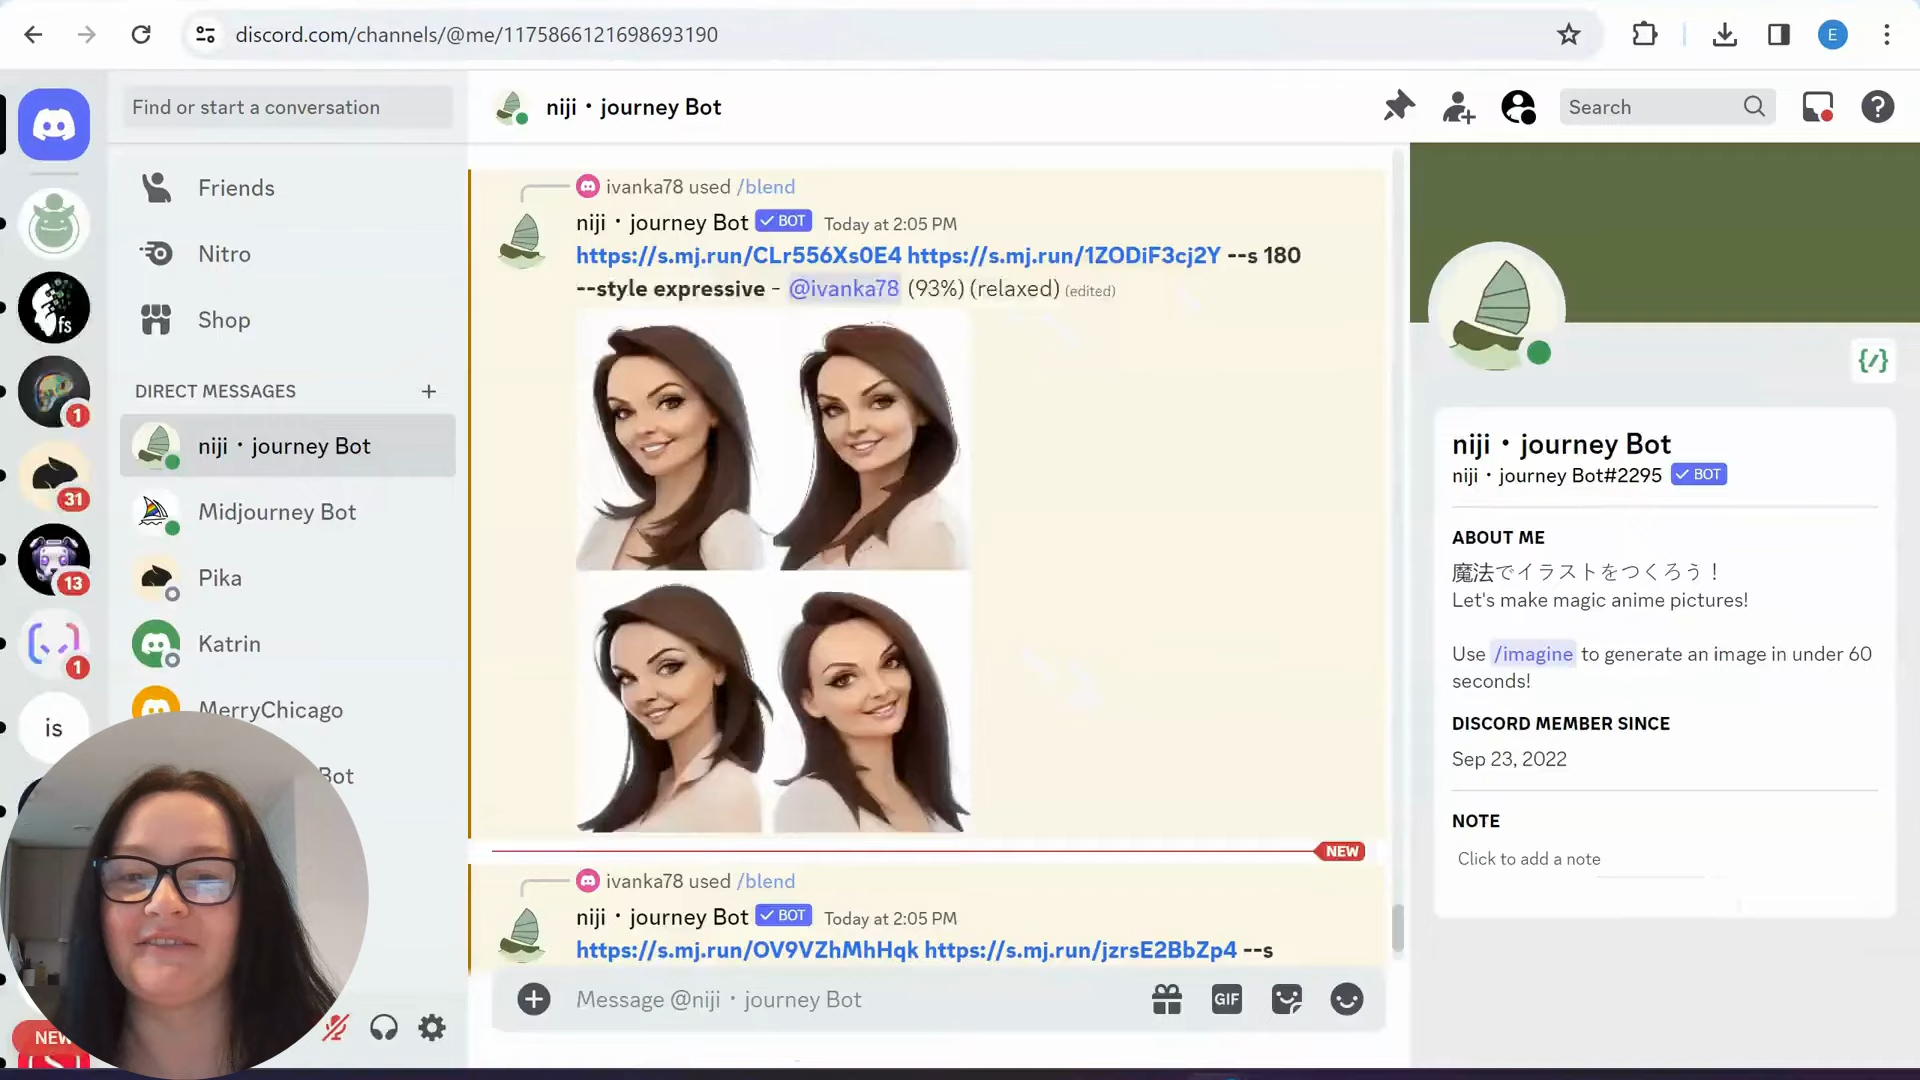 discord.com/channels/@me/1175866121698693190
E
Find or start a conversation
niji・journey Bot
Search
Friends
Nitro
Shop
DIRECT MESSAGES
niji・journey Bot
Midjourney Bot
Pika
Katrin
MerryChicago
Bot
fs
1
31
13
1
is
NEW
ivanka78 used /blend
niji・journey Bot BOT Today at 2:05 PM
https://s.mj.run/CLr556Xs0E4 https://s.mj.run/1ZODiF3cj2Y --s 180
--style expressive - @ivanka78 (93%) (relaxed) (edited)
NEW
ivanka78 used /blend
niji・journey Bot BOT Today at 2:05 PM
https://s.mj.run/OV9VZhMhHqk https://s.mj.run/jzrsE2BbZp4 --s
Message @niji・journey Bot
GIF
{/}
niji・journey Bot
niji・journey Bot#2295 BOT
ABOUT ME
魔法でイラストをつくろう！
Let's make magic anime pictures!
Use /imagine to generate an image in under 60
seconds!
DISCORD MEMBER SINCE
Sep 23, 2022
NOTE
Click to add a note